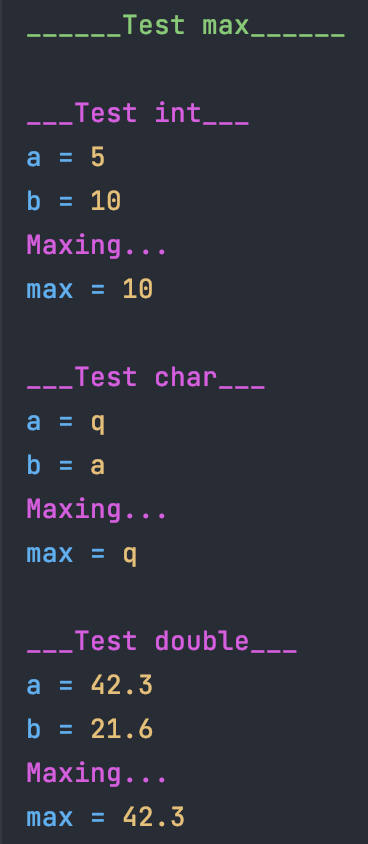 ______Test max______
___Test int___
a = 5
b = 10
Maxing...
max = 10
___Test char___
a = q
b = a
Maxing...
max = q
___Test double___
a = 42.3
b = 21.6
Maxing...
max = 42.3